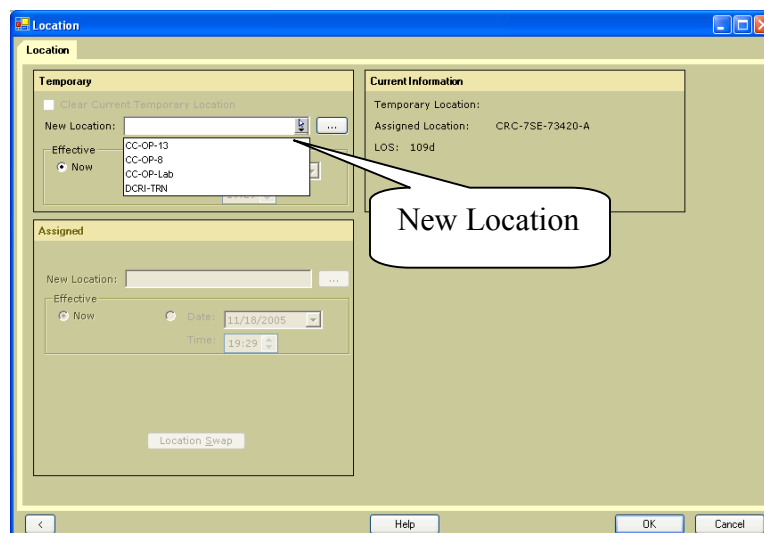 Location
Location
Temporary
Clear Current Temporary Location
New Location:
...
CC-OP-13
CC-OP-8
CC-OP-Lab
DCRI-TRN
Effective
Now
Current Information
Temporary Location:
Assigned Location: CRC-7SE-73420-A
LOS: 109d
New Location
Assigned
New Location:
...
Effective
Now
Date: 11/18/2005
Time: 19:29
Location Swap
<
Help
OK
Cancel